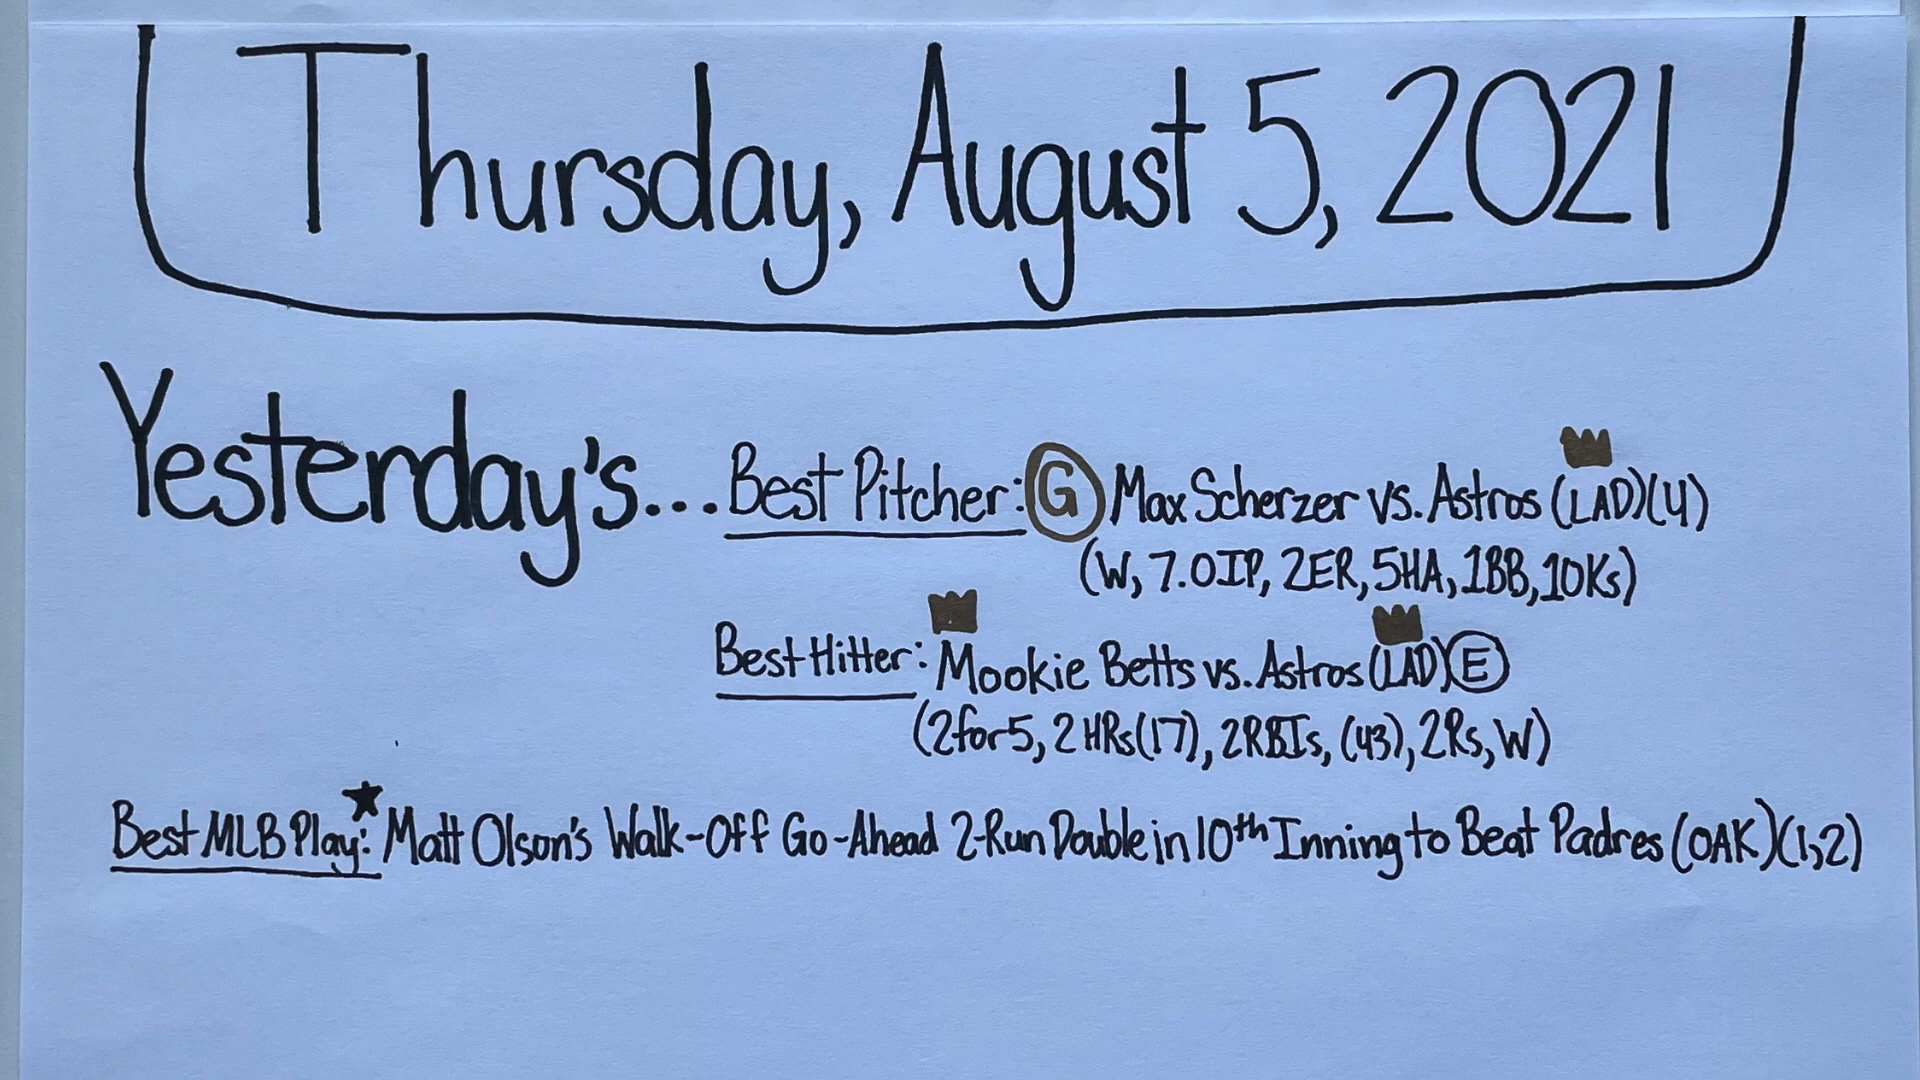 Thursday, August 5, 2021
Yesterday's... Best Pitcher: G Max Scherzer vs. Astros (LAD)(4)
(W, 7.0IP, 2ER, 5HA, 1BB, 10Ks)
Best Hitter: Mookie Betts vs. Astros (LAD) E
(2for5, 2HRs(17), 2RBIs, (43), 2Rs, W)
Best MLB Play: Matt Olson's Walk-Off Go-Ahead 2-Run Double in 10th Inning to Beat Padres (OAK)(1,2)